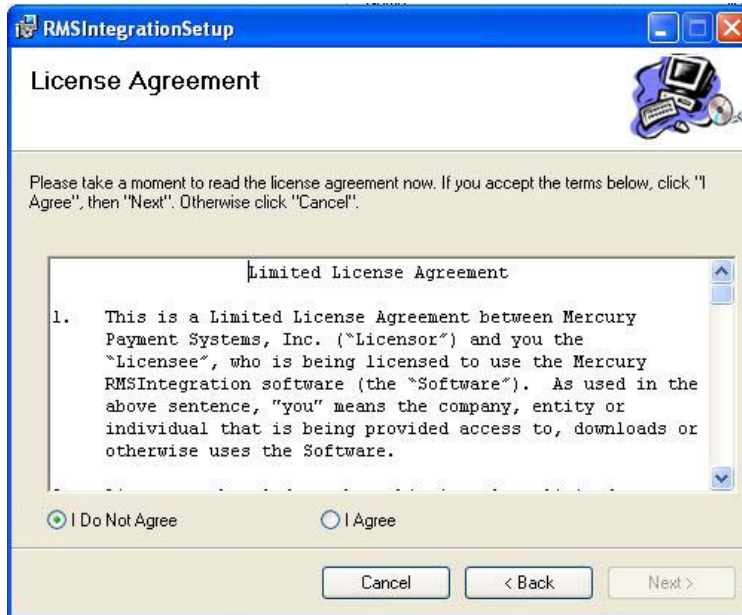 RMSIntegrationSetup
License Agreement
Please take a moment to read the license agreement now. If you accept the terms below, click "I
Agree", then "Next". Otherwise click "Cancel".
Limited License Agreement
1. This is a Limited License Agreement between Mercury
Payment Systems, Inc. ("Licensor") and you the
"Licensee", who is being licensed to use the Mercury
RMSIntegration software (the "Software"). As used in the
above sentence, "you" means the company, entity or
individual that is being provided access to, downloads or
otherwise uses the Software.
I Do Not Agree I Agree
Cancel < Back Next >